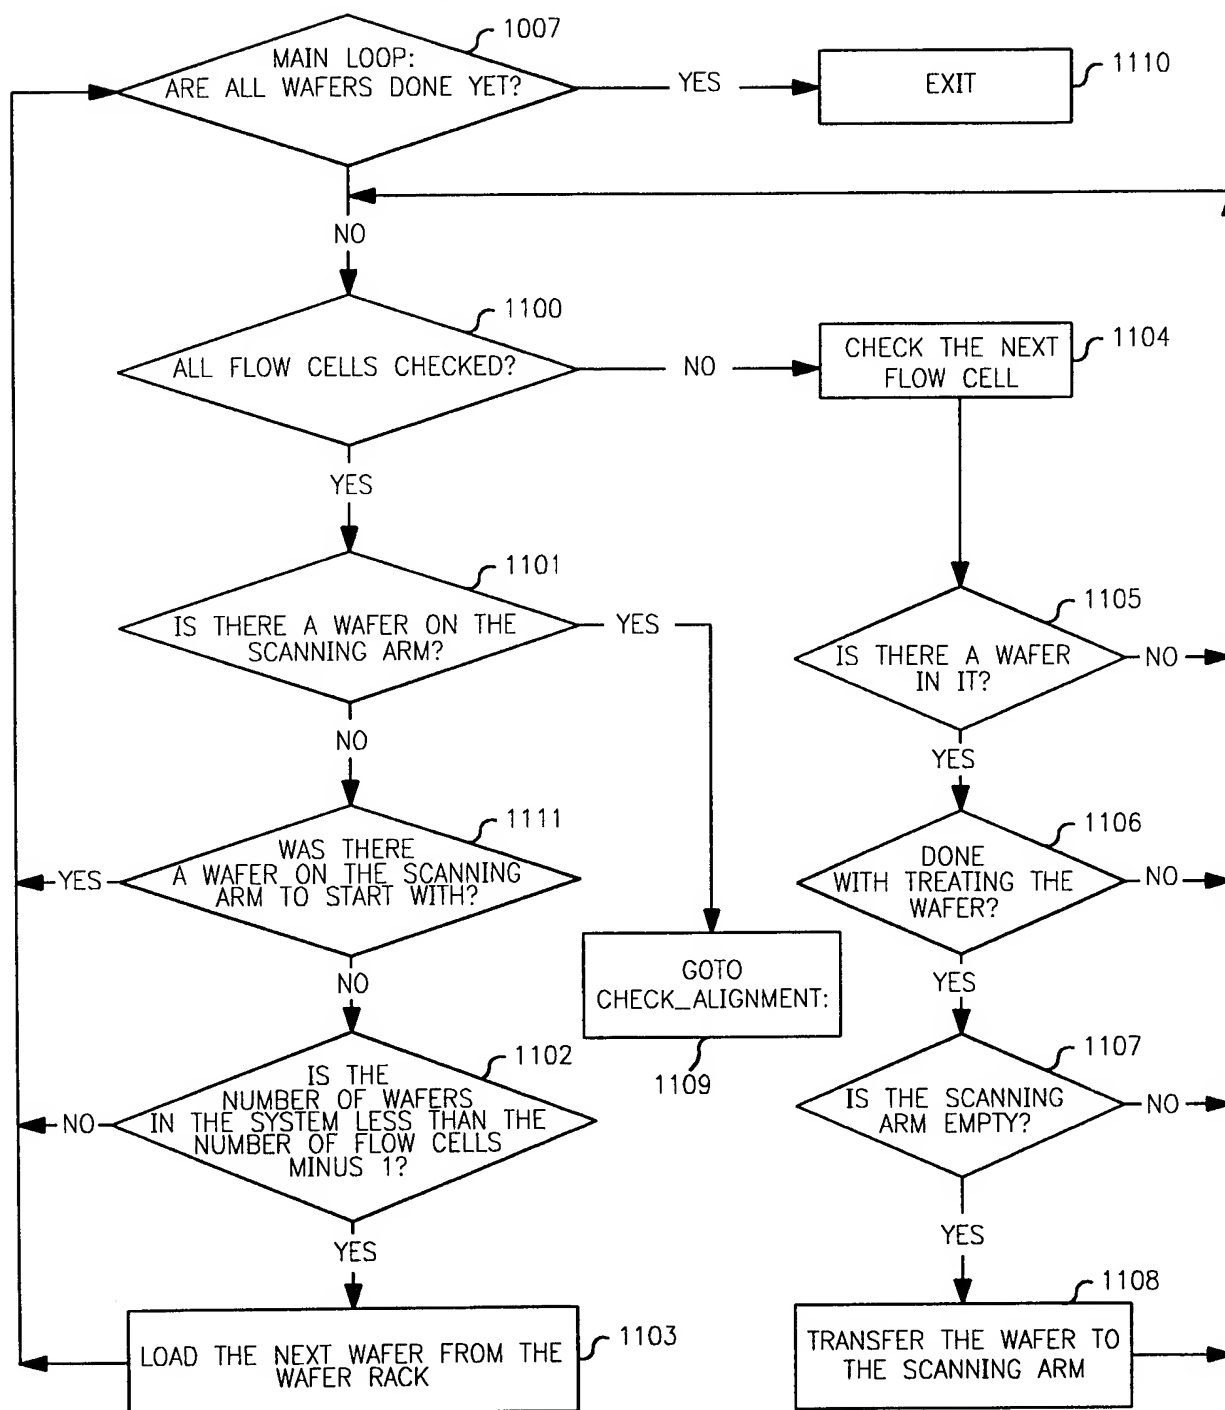 1007
MAIN LOOP:
ARE ALL WAFERS DONE YET?
YES
EXIT
1110
NO
1100
ALL FLOW CELLS CHECKED?
NO
CHECK THE NEXT
FLOW CELL
1104
YES
1101
IS THERE A WAFER ON THE
SCANNING ARM?
YES
1105
IS THERE A WAFER
IN IT?
NO
NO
YES
1111
WAS THERE
A WAFER ON THE SCANNING
ARM TO START WITH?
YES
1106
DONE
WITH TREATING THE
WAFER?
NO
NO
GOTO
CHECK_ALIGNMENT:
1109
YES
1102
IS THE
NUMBER OF WAFERS
IN THE SYSTEM LESS THAN THE
NUMBER OF FLOW CELLS
MINUS 1?
NO
1107
IS THE SCANNING
ARM EMPTY?
NO
YES
YES
1103
LOAD THE NEXT WAFER FROM THE
WAFER RACK
1108
TRANSFER THE WAFER TO
THE SCANNING ARM